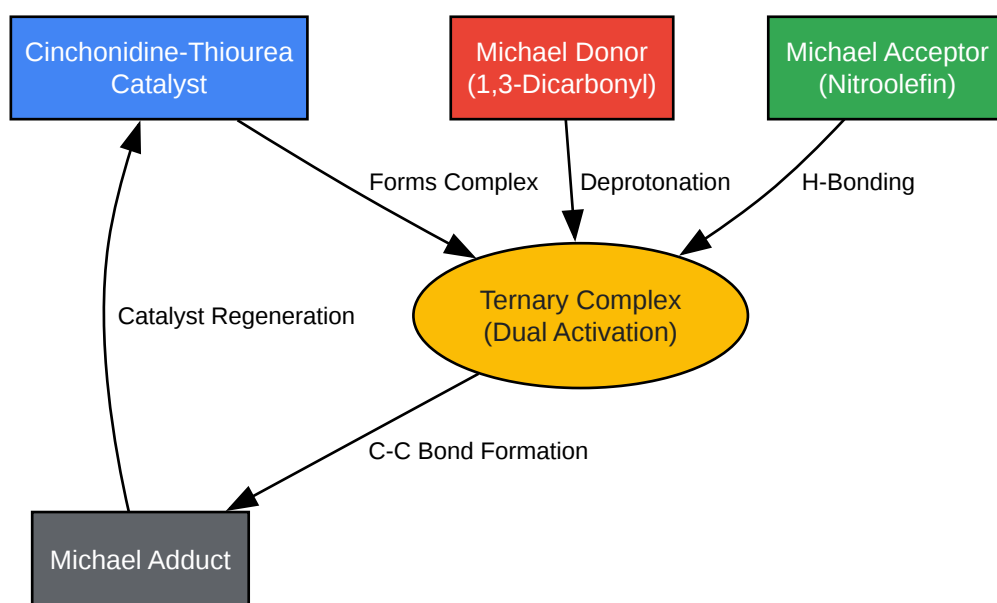 Cinchonidine-Thiourea
Catalyst
Michael Donor
(1,3-Dicarbonyl)
Michael Acceptor
(Nitroolefin)
Forms Complex
Deprotonation
H-Bonding
Ternary Complex
(Dual Activation)
Catalyst Regeneration
C-C Bond Formation
Michael Adduct